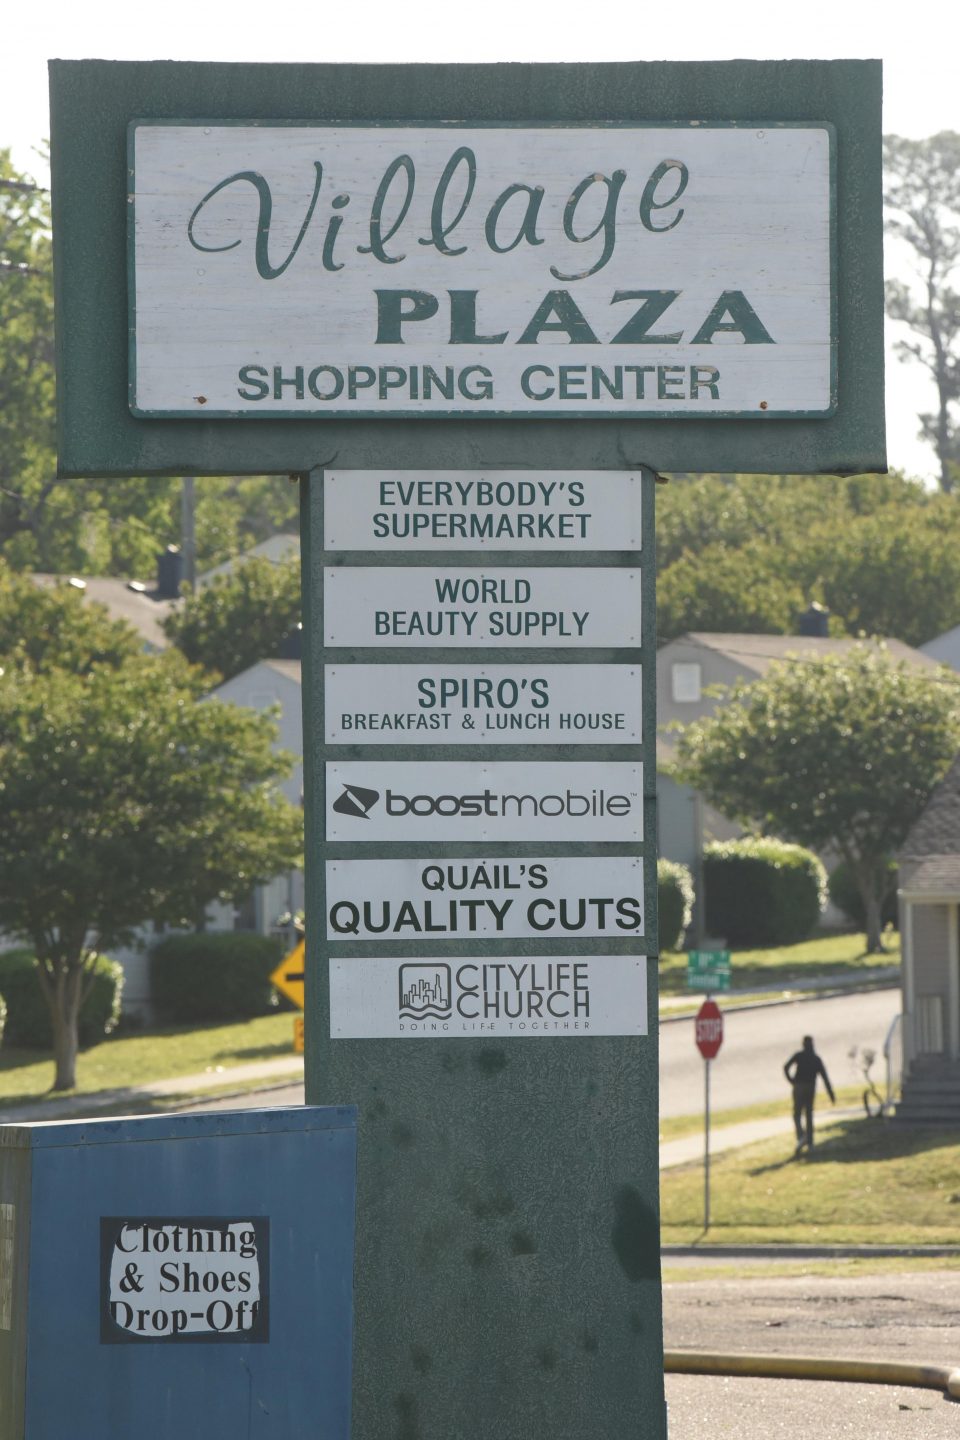 Village
PLAZA
SHOPPING CENTER
EVERYBODY'S
SUPERMARKET
WORLD
BEAUTY SUPPLY
SPIRO'S
BREAKFAST & LUNCH HOUSE
boostmobile™
QUAIL'S
QUALITY CUTS
CITYLIFE
CHURCH
DOING LIFE TOGETHER
STOP
Clothing
& Shoes
Drop-Off